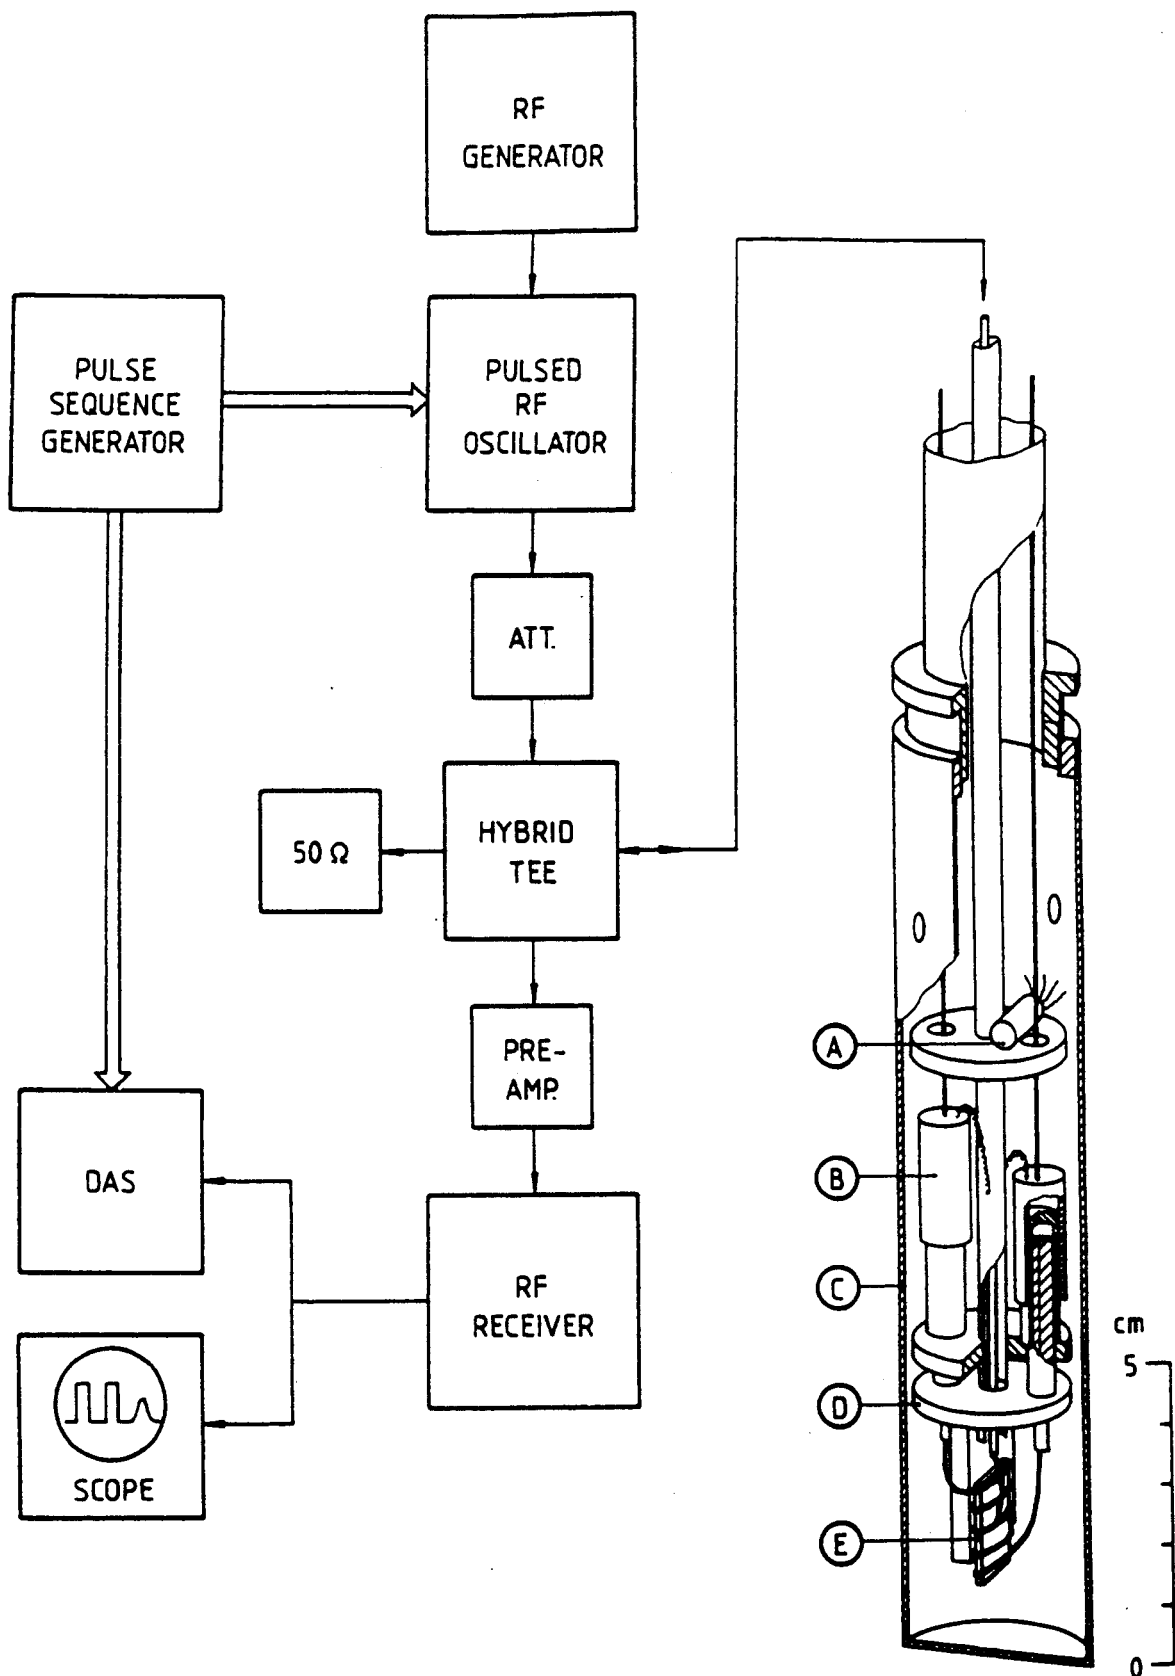 RF
GENERATOR
PULSE
SEQUENCE
GENERATOR
PULSED
RF
OSCILLATOR
ATT.
50 Ω
HYBRID
TEE
PRE-
AMP.
DAS
RF
RECEIVER
SCOPE
A
B
C
D
E
cm
5
0